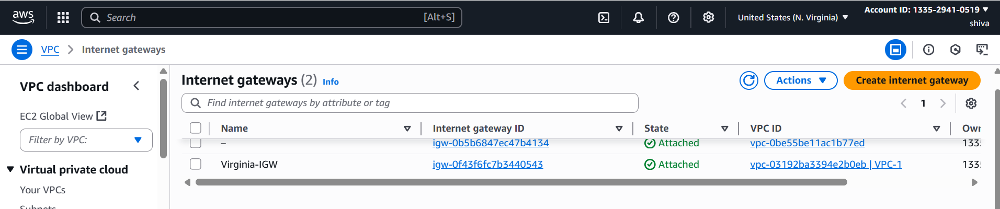 aws
Search
[Alt+S]
United States (N. Virginia)
Account ID: 1335-2941-0519
shiva
VPC
Internet gateways
VPC dashboard
EC2 Global View
Filter by VPC:
Virtual private cloud
Your VPCs
Subnets
Internet gateways (2) Info
Actions
Create internet gateway
Find internet gateways by attribute or tag
1
Name Internet gateway ID State VPC ID
– igw-0b5b6847ec47b4134 Attached vpc-0be55be11ac1b77ed
Virginia-IGW igw-0f43f6fc7b3440543 Attached vpc-03192ba3394e2b0eb | VPC-1